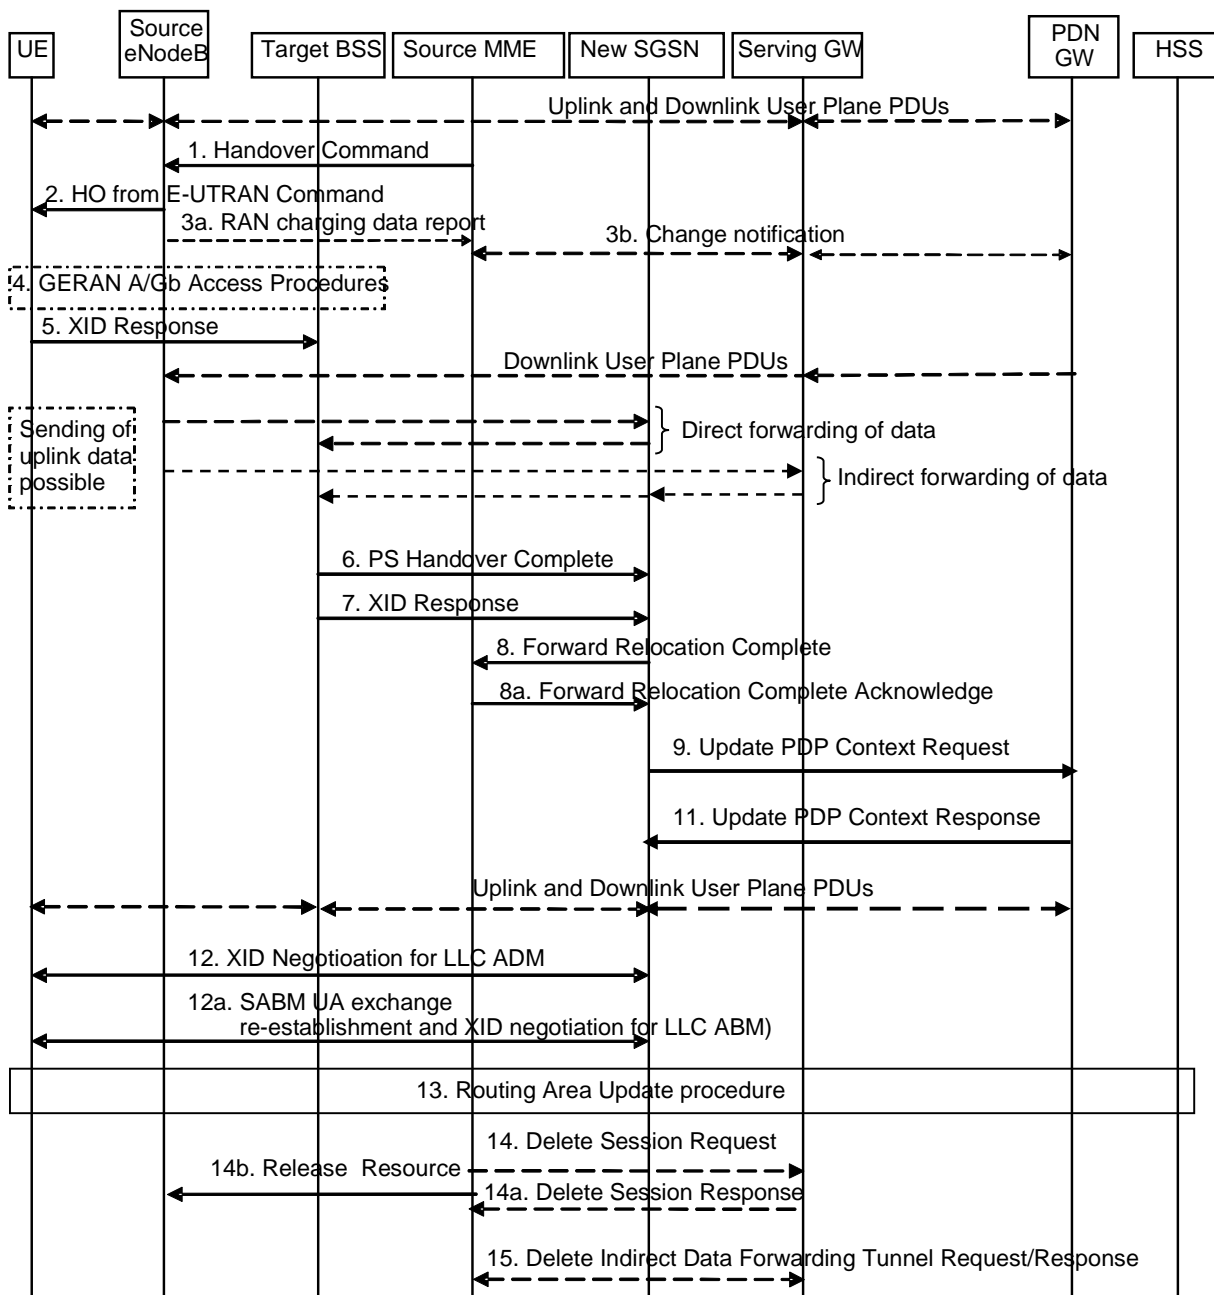 UE
Source
eNodeB
Target BSS
Source MME
New SGSN
Serving GW
PDN
GW
HSS
Uplink and Downlink User Plane PDUs
1. Handover Command
2. HO from E-UTRAN Command
3a. RAN charging data report
3b. Change notification
4. GERAN A/Gb Access Procedures
5. XID Response
Downlink User Plane PDUs
Sending of
uplink data
possible
Direct forwarding of data
Indirect forwarding of data
6. PS Handover Complete
7. XID Response
8. Forward Relocation Complete
8a. Forward Relocation Complete Acknowledge
9. Update PDP Context Request
11. Update PDP Context Response
Uplink and Downlink User Plane PDUs
12. XID Negotioation for LLC ADM
12a. SABM UA exchange
re-establishment and XID negotiation for LLC ABM)
13. Routing Area Update procedure
14. Delete Session Request
14b. Release Resource
14a. Delete Session Response
15. Delete Indirect Data Forwarding Tunnel Request/Response